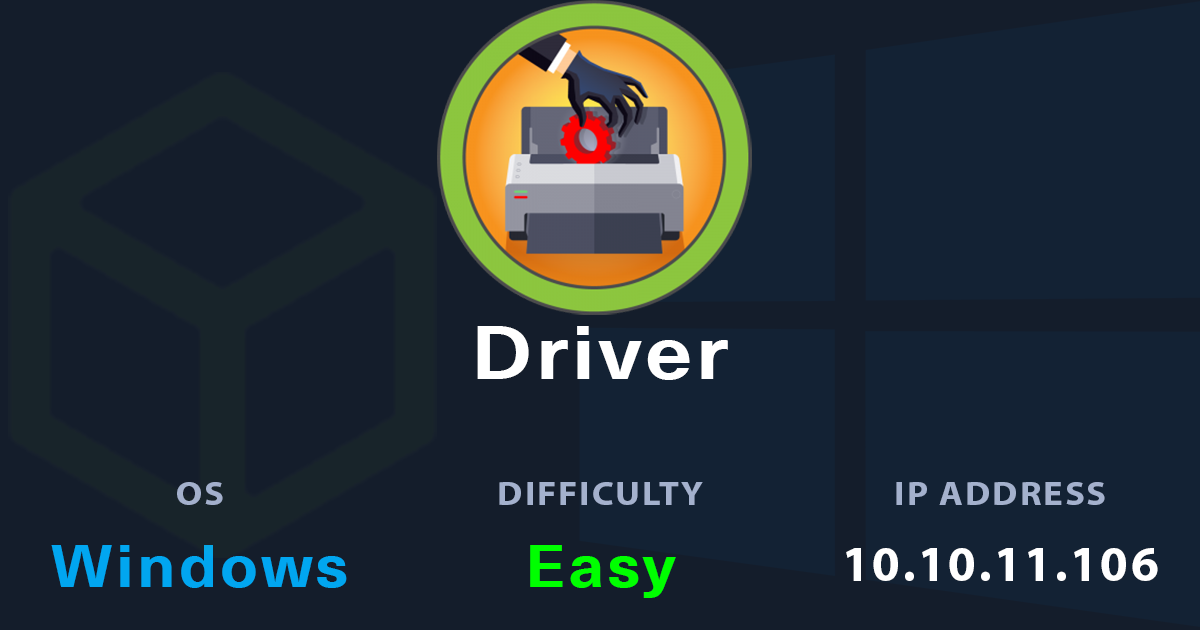 Driver
OS
Windows
DIFFICULTY
Easy
IP ADDRESS
10.10.11.106